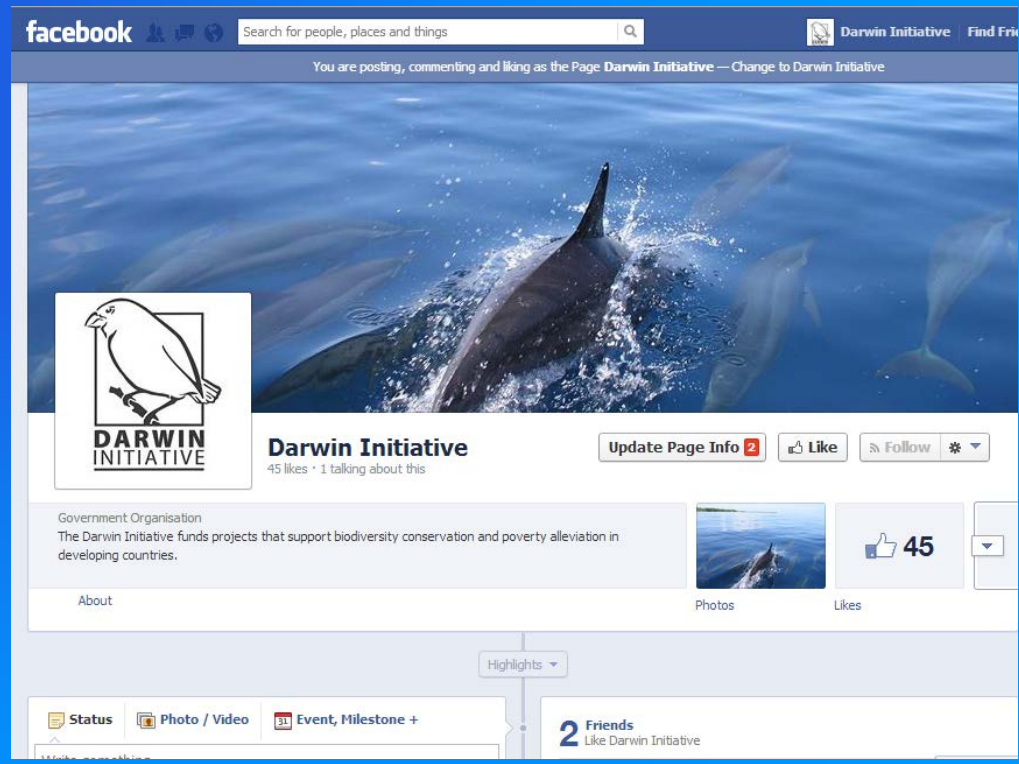 facebook
Search for people, places and things
Darwin Initiative Find
You are posting, commenting and liking as the Page Darwin Initiative — Change to Darwin Initiative
DARWIN
INITIATIVE
Darwin Initiative
45 likes · 1 talking about this
Update Page Info 2
Like
Follow
Government Organisation
The Darwin Initiative funds projects that support biodiversity conservation and poverty alleviation in
developing countries.
About
45
Photos
Likes
Highlights
Status
Photo / Video
31
Event, Milestone +
2 Friends
Like Darwin Initiative